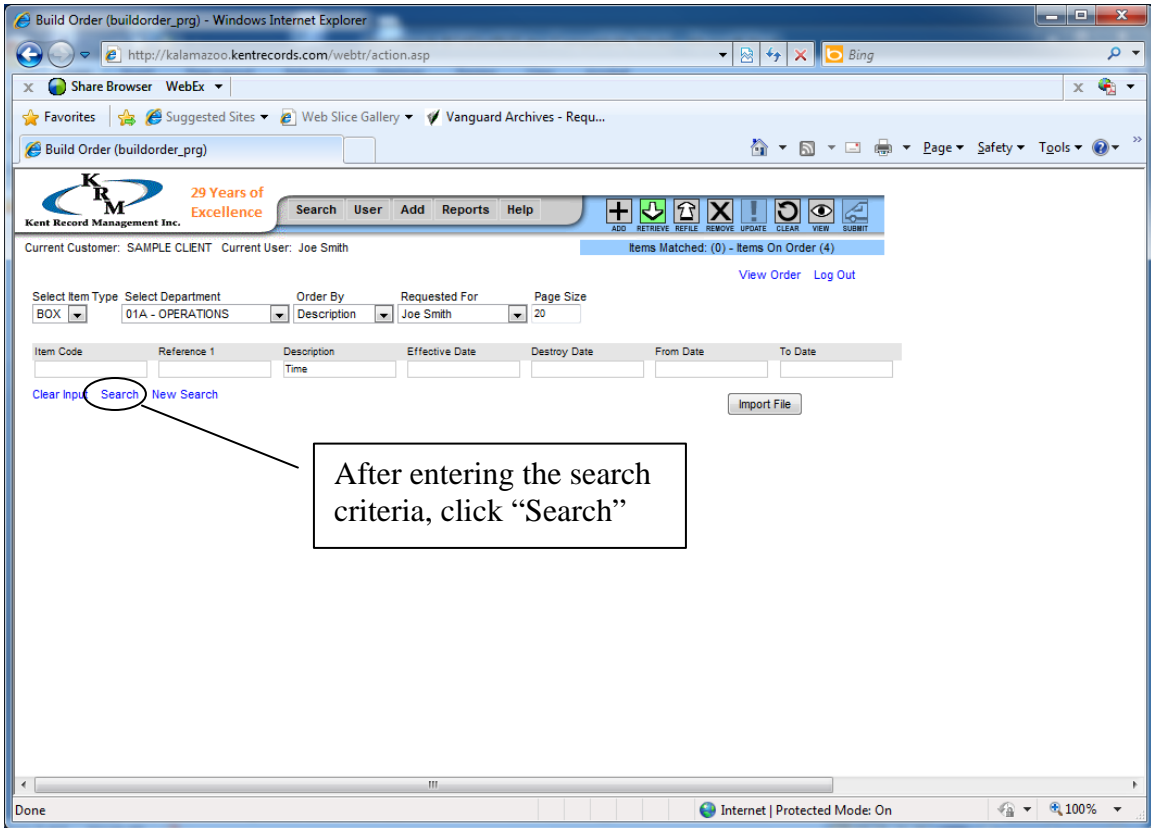 Build Order (buildorder_prg) - Windows Internet Explorer
http://kalamazoo.kentrecords.com/webtr/action.asp
Bing
x Share Browser WebEx
x
Favorites Suggested Sites Web Slice Gallery Vanguard Archives - Requ...
Build Order (buildorder_prg)
Page Safety Tools »
KRM
Kent Record Management Inc.
29 Years of
Excellence
Search User Add Reports Help
ADD RETRIEVE REFILE REMOVE UPDATE CLEAR VIEW SUBMIT
Current Customer: SAMPLE CLIENT Current User: Joe Smith
Items Matched: (0) - Items On Order (4)
View Order Log Out
Select Item Type Select Department Order By Requested For Page Size
BOX 01A - OPERATIONS Description Joe Smith 20
Item Code Reference 1 Description Effective Date Destroy Date From Date To Date
Time
Clear Input Search New Search
Import File
After entering the search
criteria, click “Search”
Done
Internet | Protected Mode: On
100%